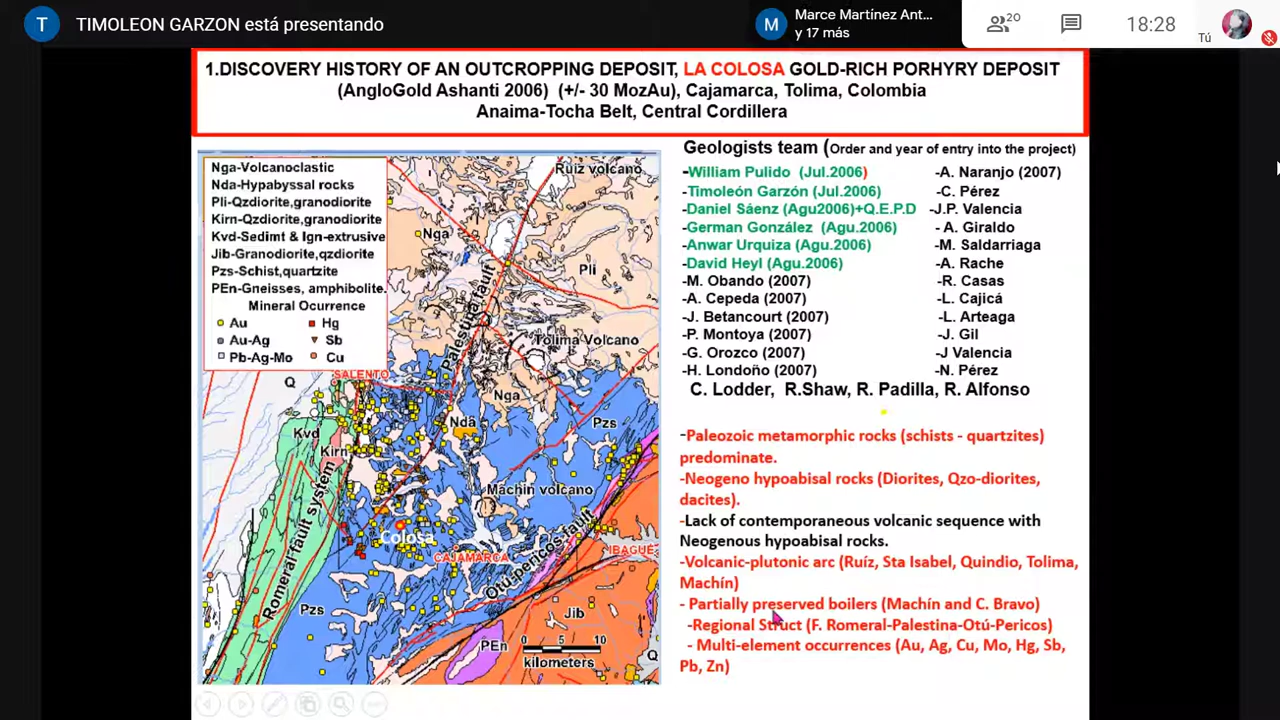 T TIMOLEON GARZON está presentando
M Marce Martínez Ant...
y 17 más
20
Tú
18:28
1.DISCOVERY HISTORY OF AN OUTCROPPING DEPOSIT, LA COLOSA GOLD-RICH PORHYRY DEPOSIT
(AngloGold Ashanti 2006) (+/- 30 MozAu), Cajamarca, Tolima, Colombia
Anaima-Tocha Belt, Central Cordillera
Nga-Volcanoclastic
Nda-Hypabyssal rocks
Pli-Qzdiorite,granodiorite
Kirn-Qzdiorite,granodiorite
Kvd-Sedimt & Ign-extrusive
Jib-Granodiorite,qzdiorite
Pzs-Schist,quartzite
PEn-Gneisses, amphibolite.
Mineral Ocurrence
Au Hg
Au-Ag Sb
Pb-Ag-Mo Cu
Ruiz volcano
Nga
Pli
Palestina fault
Tolima Volcano
SALENTO
Q
Nga
Nda
Pzs
Kvd
Kirn
Machin volcano
Colosa
CAJAMARCA
IBAGUÉ
Romeral fault system
Otú-pericos fault
Pzs
Jib
PEn
Q
0 5 10
kilometers
Geologists team (Order and year of entry into the project)
-William Pulido (Jul.2006)
-Timoleón Garzón (Jul.2006)
-Daniel Sáenz (Agu2006)+Q.E.P.D
-German González (Agu.2006)
-Anwar Urquiza (Agu.2006)
-David Heyl (Agu.2006)
-M. Obando (2007)
-A. Cepeda (2007)
-J. Betancourt (2007)
-P. Montoya (2007)
-G. Orozco (2007)
-H. Londoño (2007)
-A. Naranjo (2007)
-C. Pérez
-J.P. Valencia
- A. Giraldo
-M. Saldarriaga
-A. Rache
-R. Casas
-L. Cajicá
-L. Arteaga
-J. Gil
-J Valencia
-N. Pérez
C. Lodder, R.Shaw, R. Padilla, R. Alfonso
-Paleozoic metamorphic rocks (schists - quartzites)
predominate.
-Neogeno hypoabisal rocks (Diorites, Qzo-diorites,
dacites).
-Lack of contemporaneous volcanic sequence with
Neogenous hypoabisal rocks.
-Volcanic-plutonic arc (Ruíz, Sta Isabel, Quindio, Tolima,
Machín)
- Partially preserved boilers (Machín and C. Bravo)
-Regional Struct (F. Romeral-Palestina-Otú-Pericos)
- Multi-element occurrences (Au, Ag, Cu, Mo, Hg, Sb,
Pb, Zn)